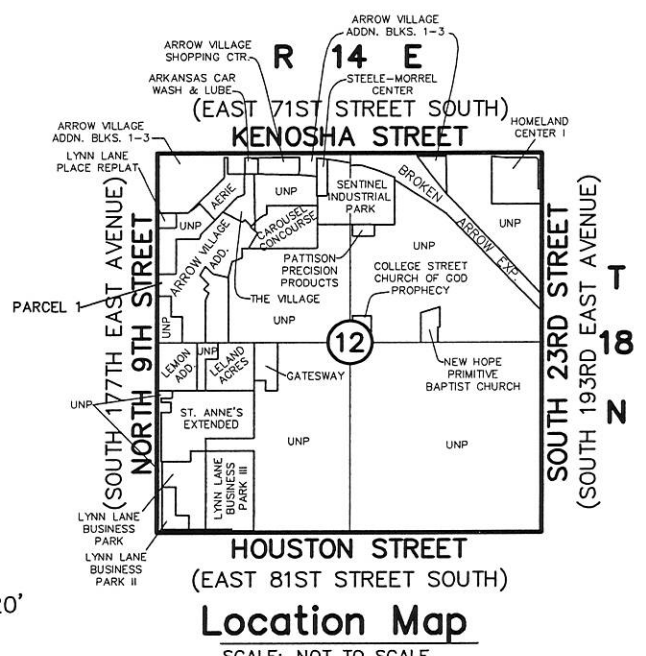 ARROW VILLAGE
ADDN. BLKS. 1-3
ARROW VILLAGE
SHOPPING CTR.
R 14 E
ARKANSAS CAR
WASH & LUBE
STEELE-MORREL
CENTER
(EAST 71ST STREET SOUTH)
KENOSHA STREET
HOMELAND
CENTER I
ARROW VILLAGE
ADDN. BLKS. 1-3
LYNN LANE
PLACE REPLAT
UNP
AERIE
UNP
SENTINEL
INDUSTRIAL
PARK
BROKEN
ARROW EXP.
UNP
CAROUSEL
CONCOURSE
ARROW VILLAGE
ADD.
PATTISON
PRECISION
PRODUCTS
UNP
COLLEGE STREET
CHURCH OF GOD
PROPHECY
THE VILLAGE
PARCEL 1
UNP
UNP
12
NEW HOPE
PRIMITIVE
BAPTIST CHURCH
LEMON
ADD.
UNP
LELAND
ACRES
GATESWAY
UNP
ST. ANNE'S
EXTENDED
UNP
UNP
LYNN LANE
BUSINESS
PARK III
LYNN LANE
BUSINESS
PARK
LYNN LANE
BUSINESS
PARK II
(SOUTH 177TH EAST AVENUE)
NORTH 9TH STREET
SOUTH 23RD STREET
(SOUTH 193RD EAST AVENUE)
T
18
N
HOUSTON STREET
(EAST 81ST STREET SOUTH)
20'
Location Map
SCALE: NOT TO SCALE